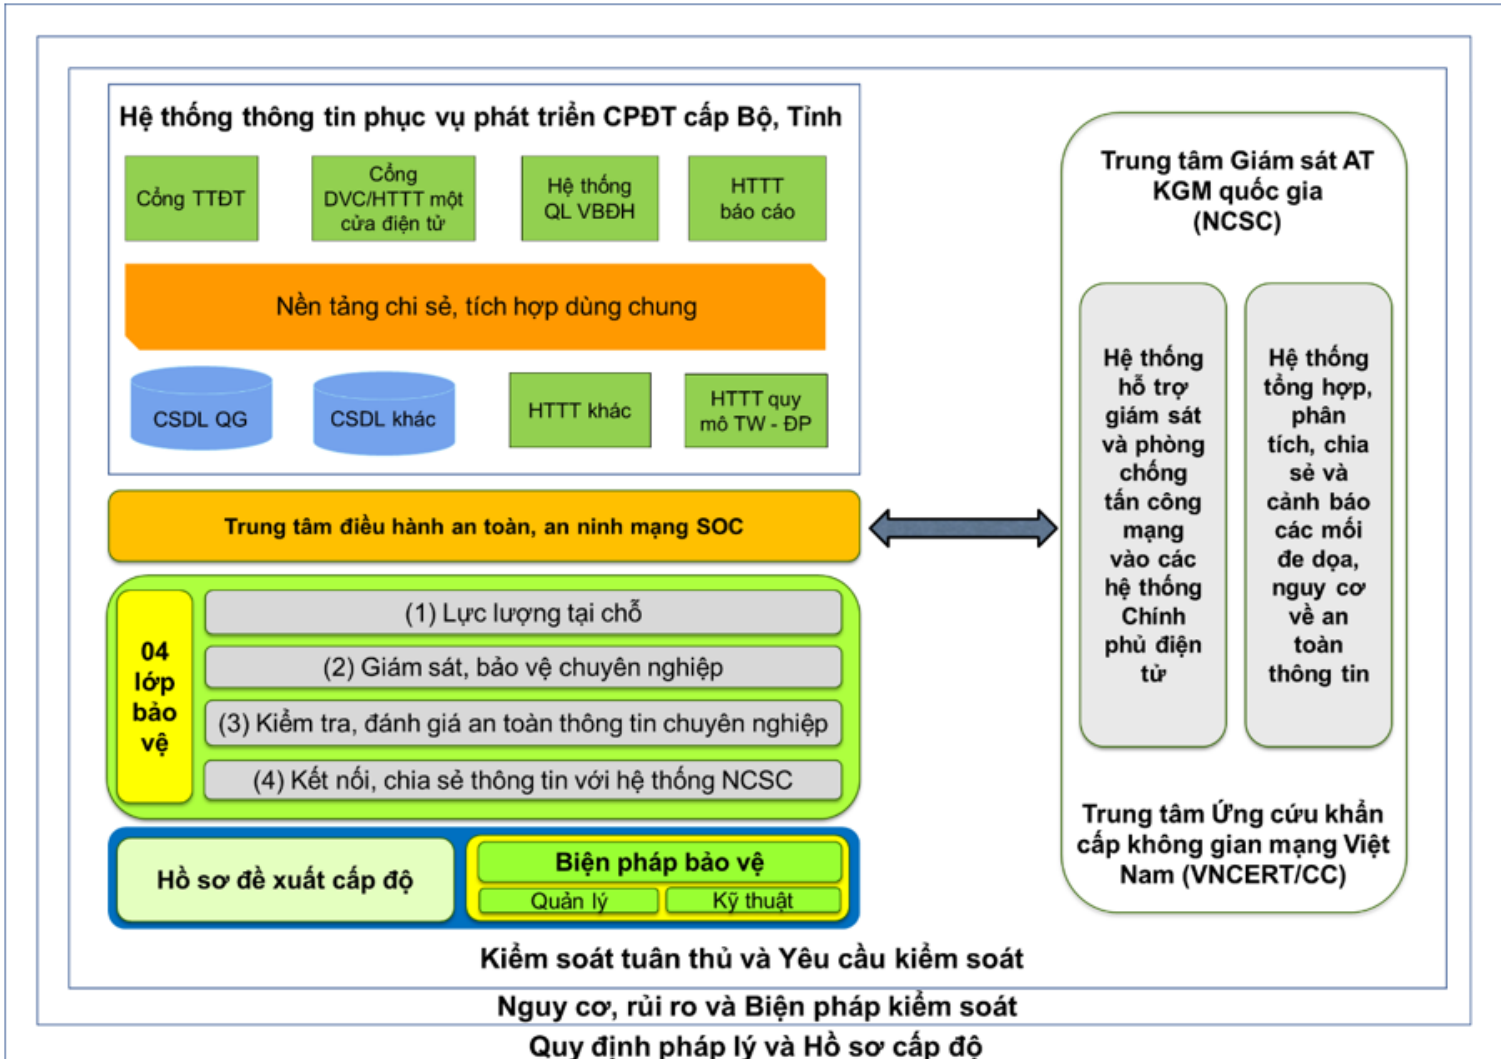 Hệ thống thông tin phục vụ phát triển CPĐT cấp Bộ, Tỉnh
Cổng TTĐT
Cổng
DVC/HTTT một
cửa điện tử
Hệ thống
QL VBĐH
HTTT
báo cáo
Nền tảng chi sẻ, tích hợp dùng chung
CSDL QG
CSDL khác
HTTT khác
HTTT quy
mô TW - ĐP
Trung tâm điều hành an toàn, an ninh mạng SOC
04
lớp
bảo
vệ
(1) Lực lượng tại chỗ
(2) Giám sát, bảo vệ chuyên nghiệp
(3) Kiểm tra, đánh giá an toàn thông tin chuyên nghiệp
(4) Kết nối, chia sẻ thông tin với hệ thống NCSC
Hồ sơ đề xuất cấp độ
Biện pháp bảo vệ
Quản lý
Kỹ thuật
Trung tâm Giám sát AT
KGM quốc gia
(NCSC)
Hệ thống
hỗ trợ
giám sát
và phòng
chống
tấn công
mạng
vào các
hệ thống
Chính
phủ điện
tử
Hệ thống
tổng hợp,
phân
tích, chia
sẻ và
cảnh báo
các mối
đe dọa,
nguy cơ
về an
toàn
thông tin
Trung tâm Ứng cứu khẩn
cấp không gian mạng Việt
Nam (VNCERT/CC)
Kiểm soát tuân thủ và Yêu cầu kiểm soát
Nguy cơ, rủi ro và Biện pháp kiểm soát
Quy định pháp lý và Hồ sơ cấp độ